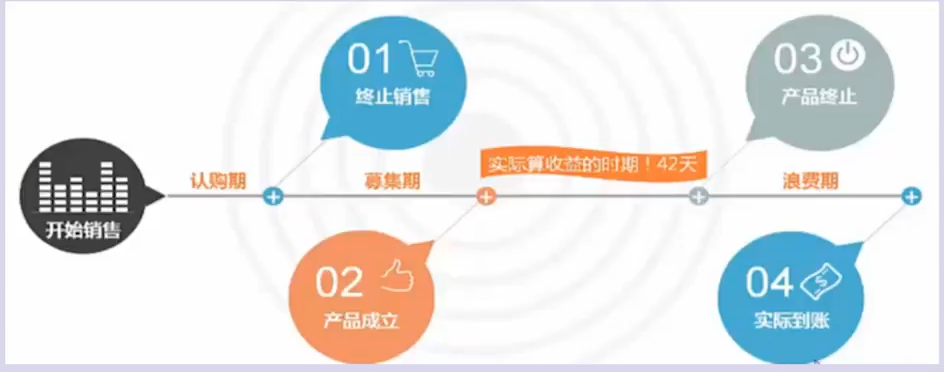 01
终止销售
03
产品终止
实际算收益的时期！42天
认购期
募集期
浪费期
开始销售
02
产品成立
04
实际到账